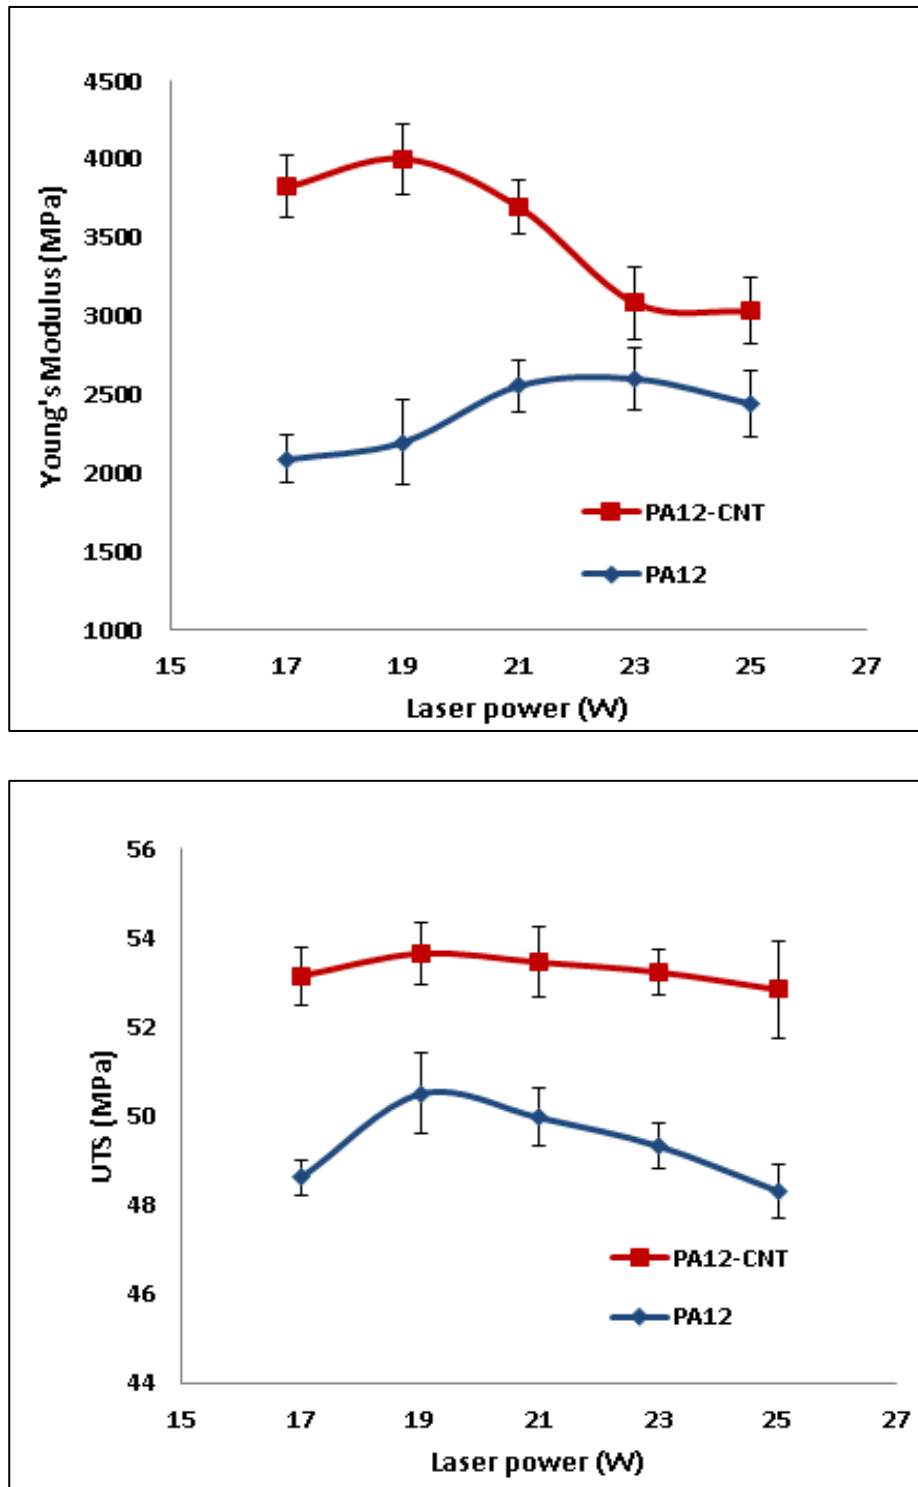 4500
4000
3500
3000
2500
2000
1500
1000
Young's Modulus (MPa)
PA12-CNT
PA12
15 17 19 21 23 25 27
Laser power (W)
56
54
52
50
48
46
44
UTS (MPa)
PA12-CNT
PA12
15 17 19 21 23 25 27
Laser power (W)